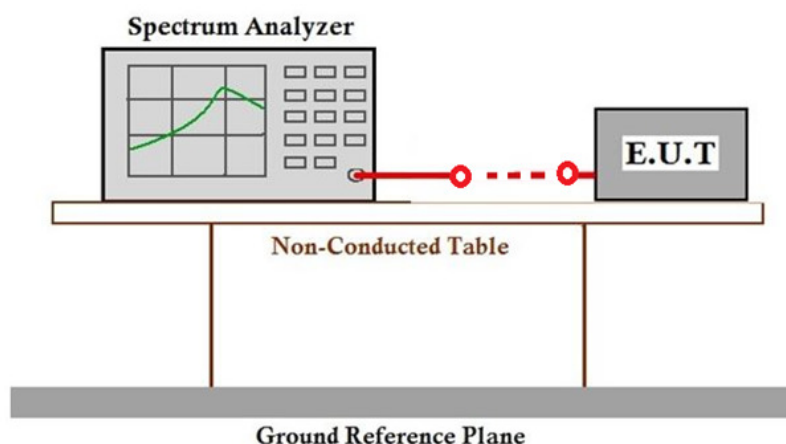 Spectrum Analyzer
E.U.T
Non-Conducted Table
Ground Reference Plane